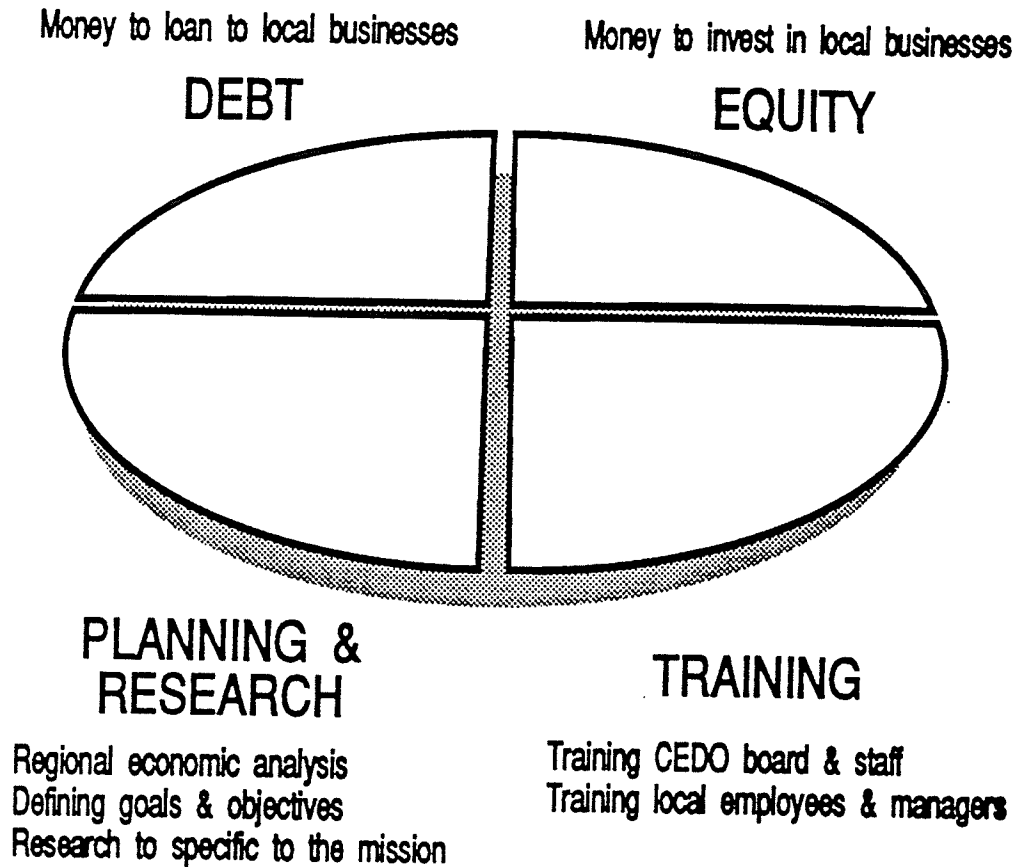 Money to loan to local businesses
DEBT
Money to invest in local businesses
EQUITY
PLANNING &
RESEARCH
Regional economic analysis
Defining goals & objectives
Research to specific to the mission
TRAINING
Training CEDO board & staff
Training local employees & managers